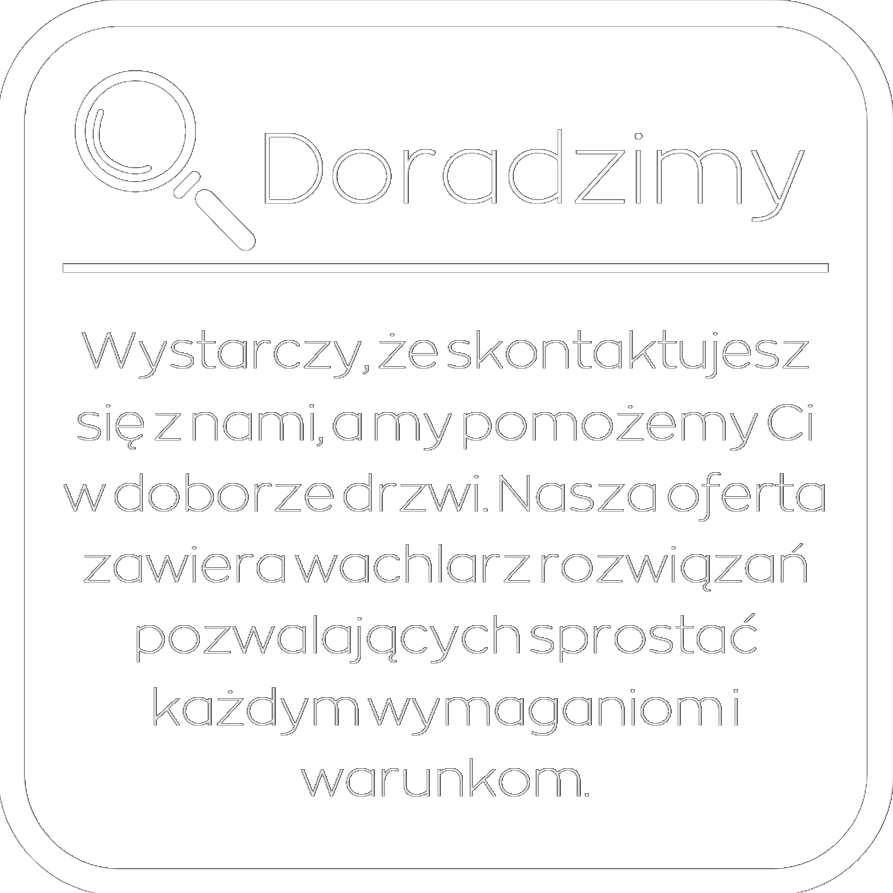 Doradzimy
Wystarczy, że skontaktujesz
się z nami, a my pomożemy Ci
w doborze drzwi. Nasza oferta
zawiera wachlarz rozwiązań
pozwalających sprostać
każdym wymaganiom i
warunkom.